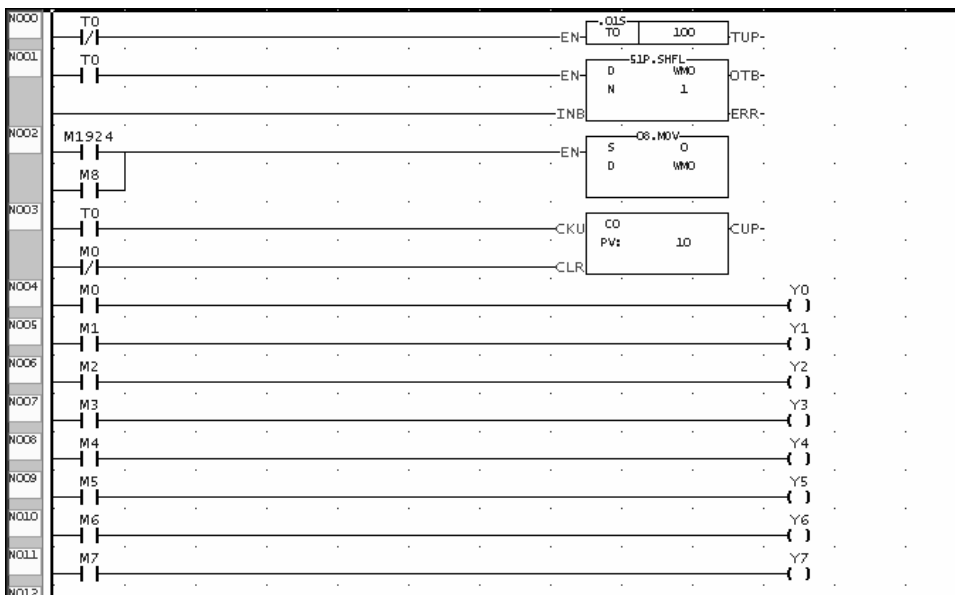 N000 T0 .01S
EN T0 100 TUP
N001 T0 51P.SHFL
EN D WM0 OTB
N 1
INB ERR
N002 M1924 08.MOV
EN S 0
M8 D WM0
N003 T0
CKU C0 CUP
PV: 10
M0
CLR
N004 M0 Y0
( )
N005 M1 Y1
( )
N006 M2 Y2
( )
N007 M3 Y3
( )
N008 M4 Y4
( )
N009 M5 Y5
( )
N010 M6 Y6
( )
N011 M7 Y7
( )
N012